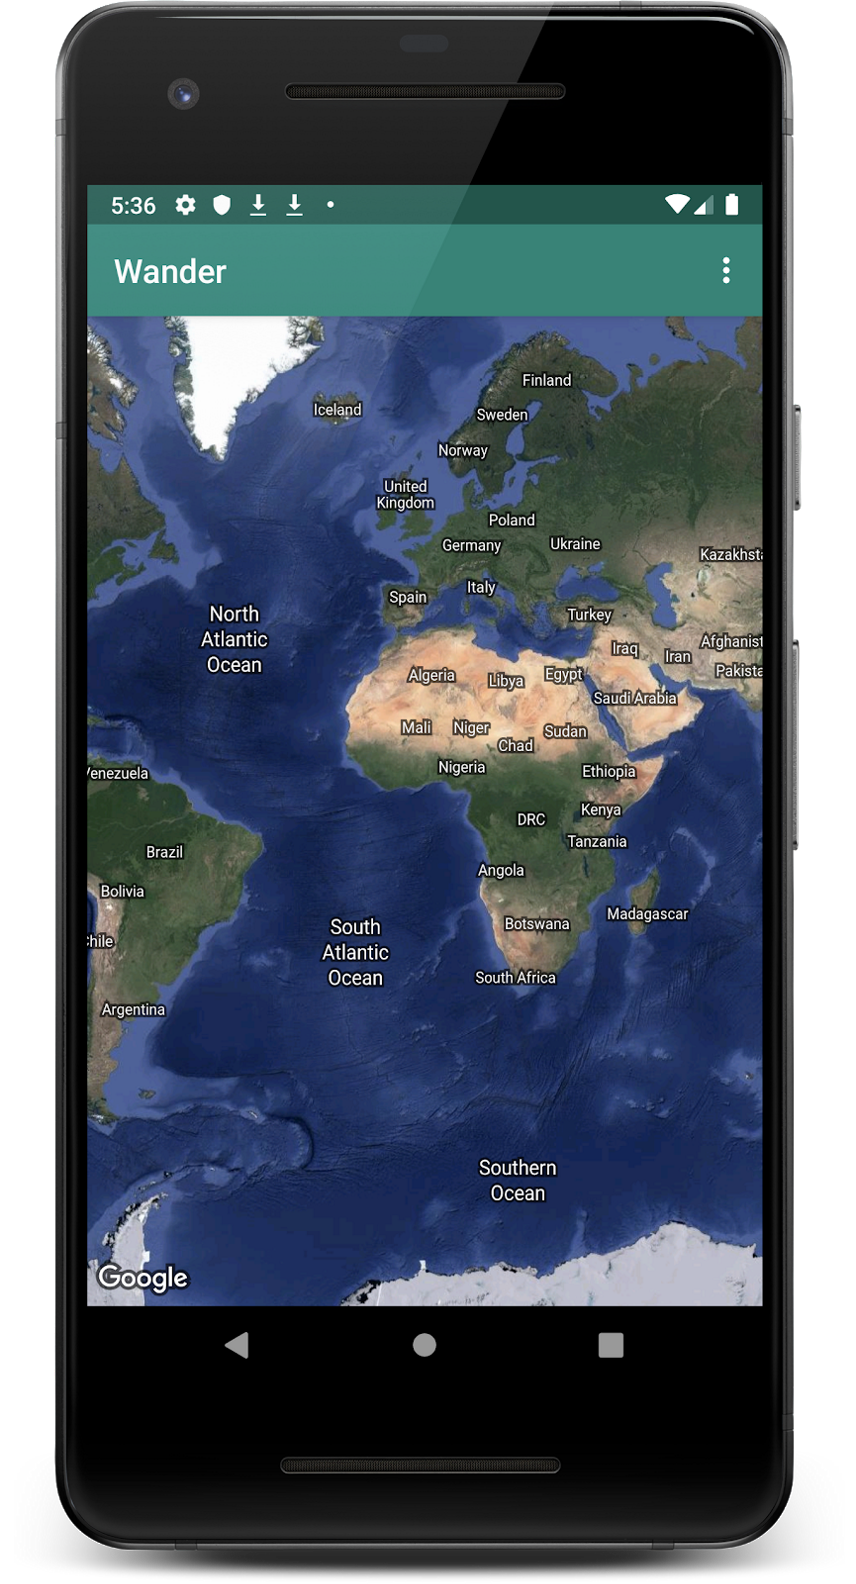 5:36
Wander
Finland
Iceland
Sweden
Norway
United
Kingdom
Poland
Germany
Ukraine
Kazakhsta
Italy
Spain
Turkey
North
Atlantic
Ocean
Iraq
Iran
Afghanist
Pakista
Algeria
Libya
Egypt
Saudi Arabia
Mali
Niger
Sudan
Chad
Nigeria
Ethiopia
Venezuela
Kenya
DRC
Tanzania
Brazil
Angola
Bolivia
Madagascar
Botswana
South
Atlantic
Ocean
hile
South Africa
Argentina
Southern
Ocean
Google